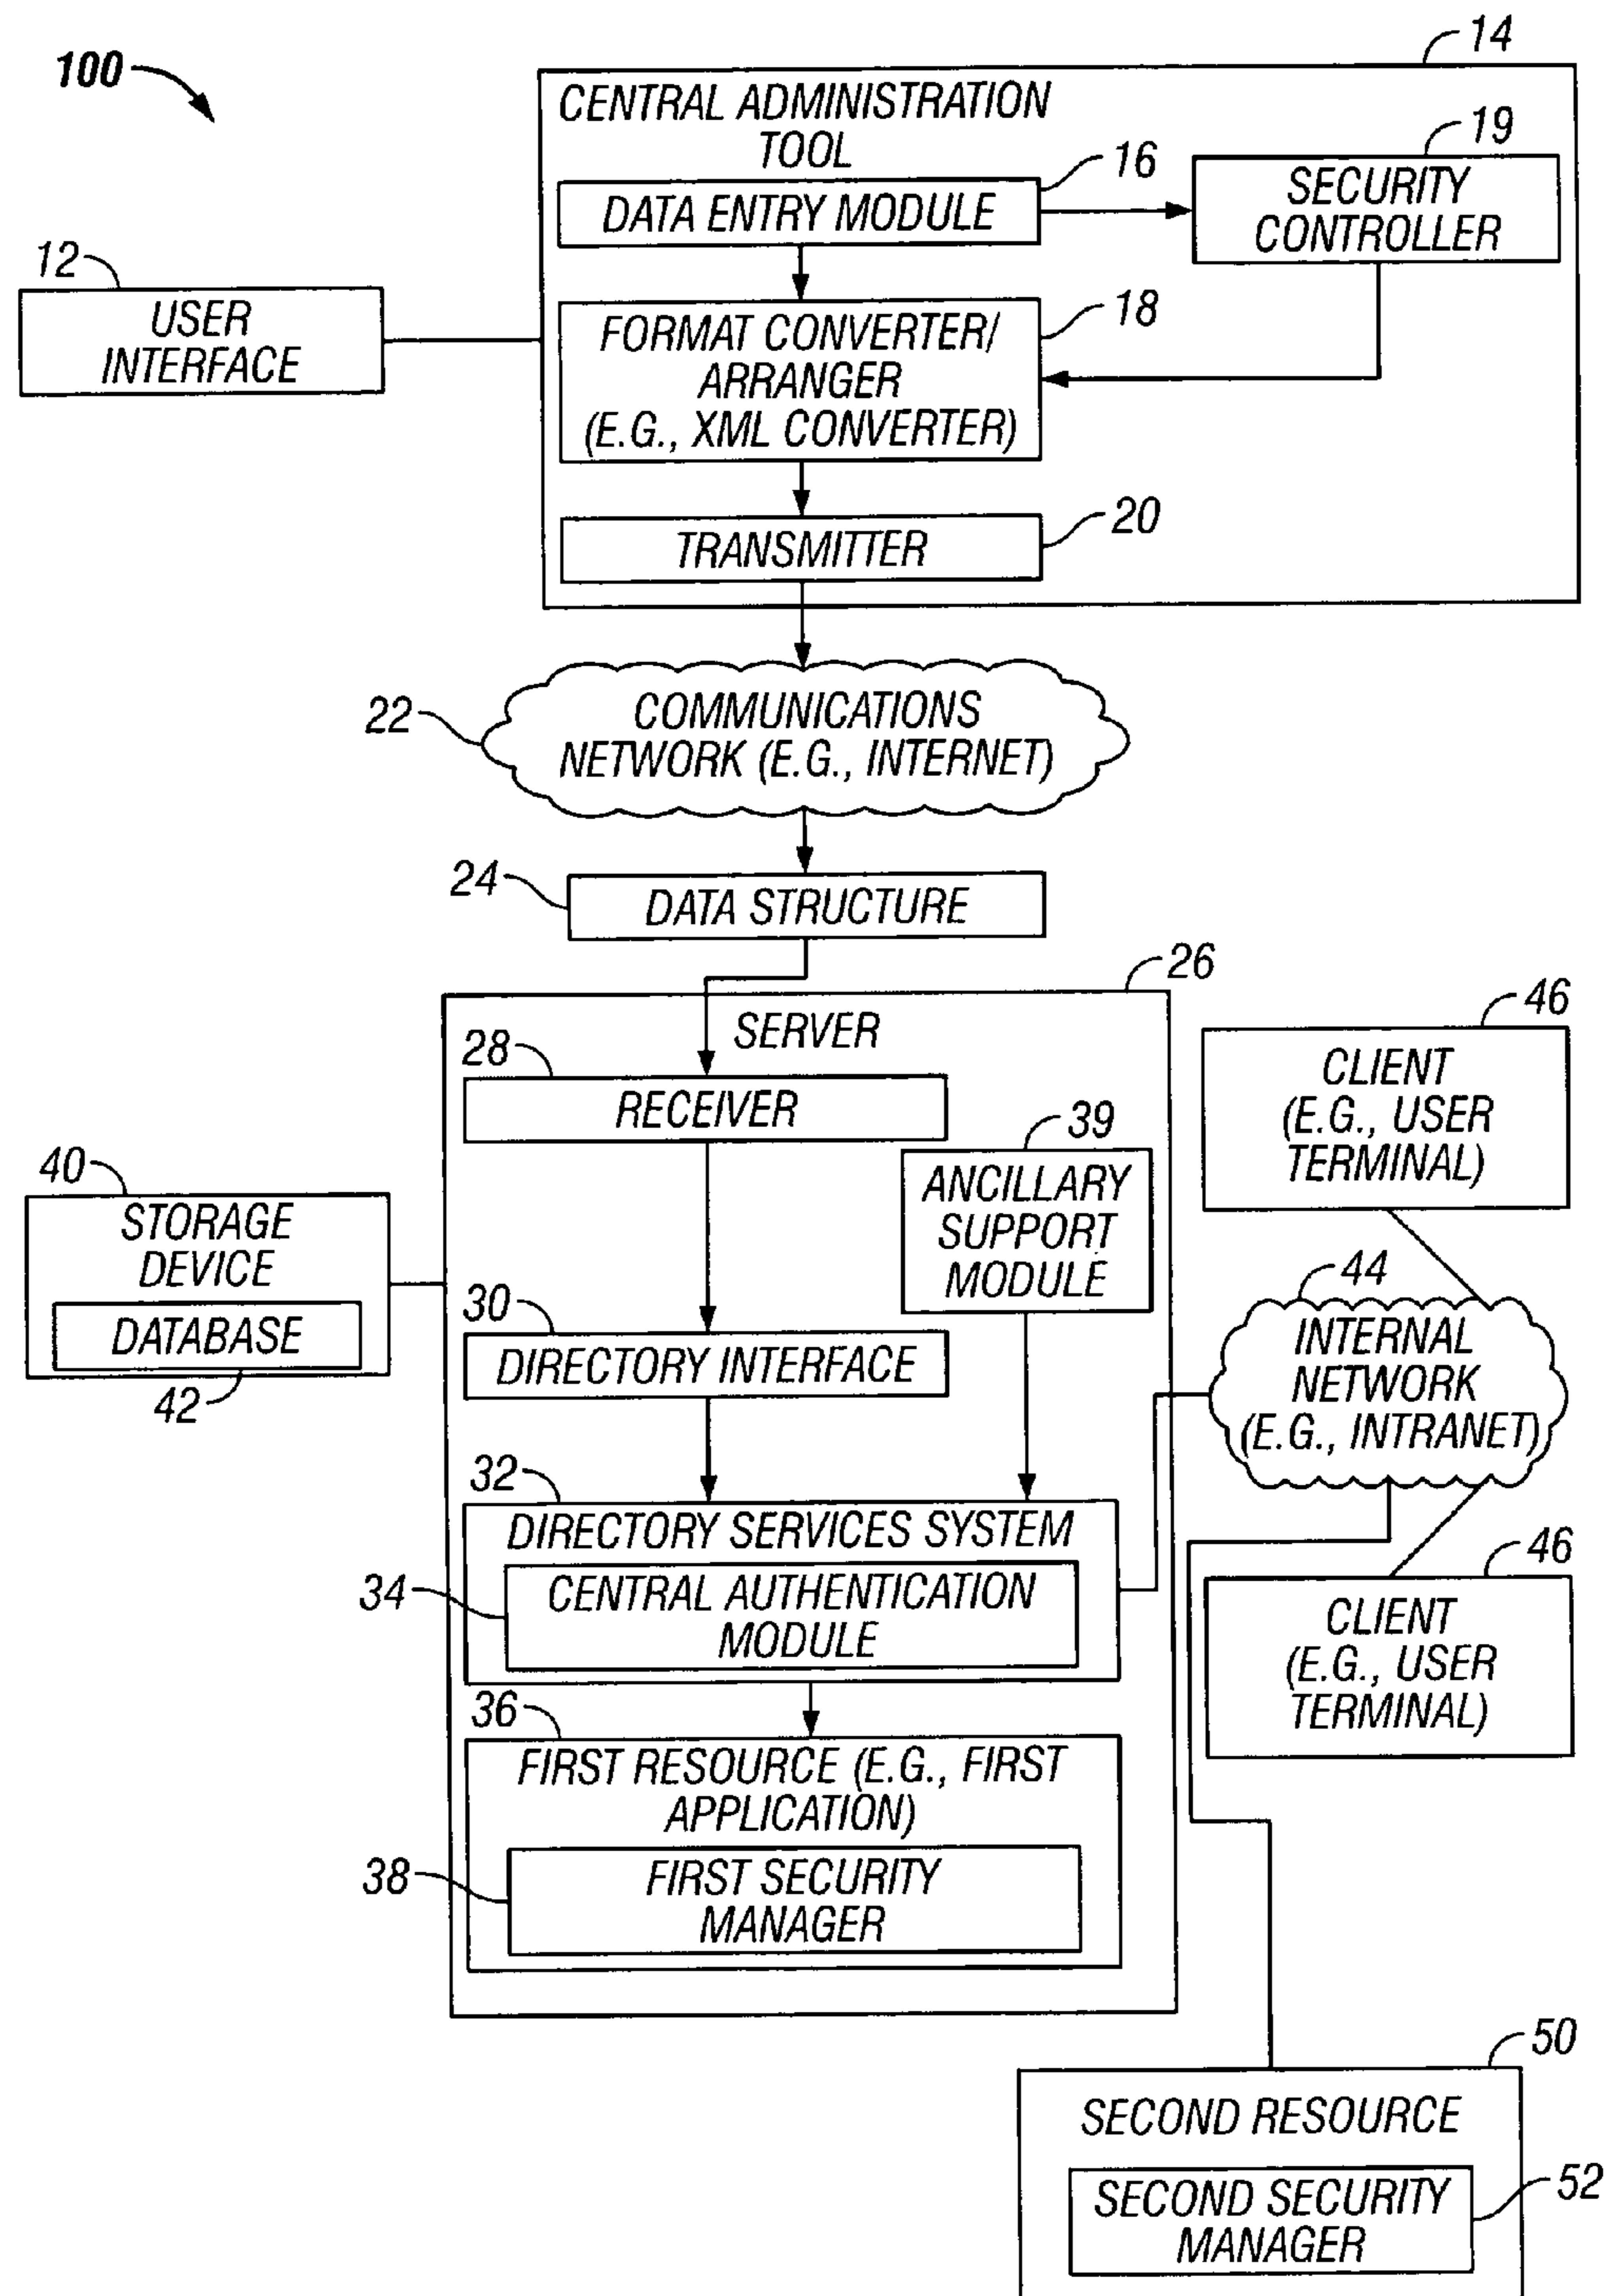 100
14
CENTRAL ADMINISTRATION
TOOL
16
19
DATA ENTRY MODULE
SECURITY
CONTROLLER
12
USER
INTERFACE
18
FORMAT CONVERTER/
ARRANGER
(E.G., XML CONVERTER)
20
TRANSMITTER
22
COMMUNICATIONS
NETWORK (E.G., INTERNET)
24
DATA STRUCTURE
26
SERVER
28
RECEIVER
39
ANCILLARY
SUPPORT
MODULE
46
CLIENT
(E.G., USER
TERMINAL)
40
STORAGE
DEVICE
DATABASE
42
30
DIRECTORY INTERFACE
44
INTERNAL
NETWORK
(E.G., INTRANET)
32
DIRECTORY SERVICES SYSTEM
34
CENTRAL AUTHENTICATION
MODULE
46
CLIENT
(E.G., USER
TERMINAL)
36
FIRST RESOURCE (E.G., FIRST
APPLICATION)
38
FIRST SECURITY
MANAGER
50
SECOND RESOURCE
52
SECOND SECURITY
MANAGER